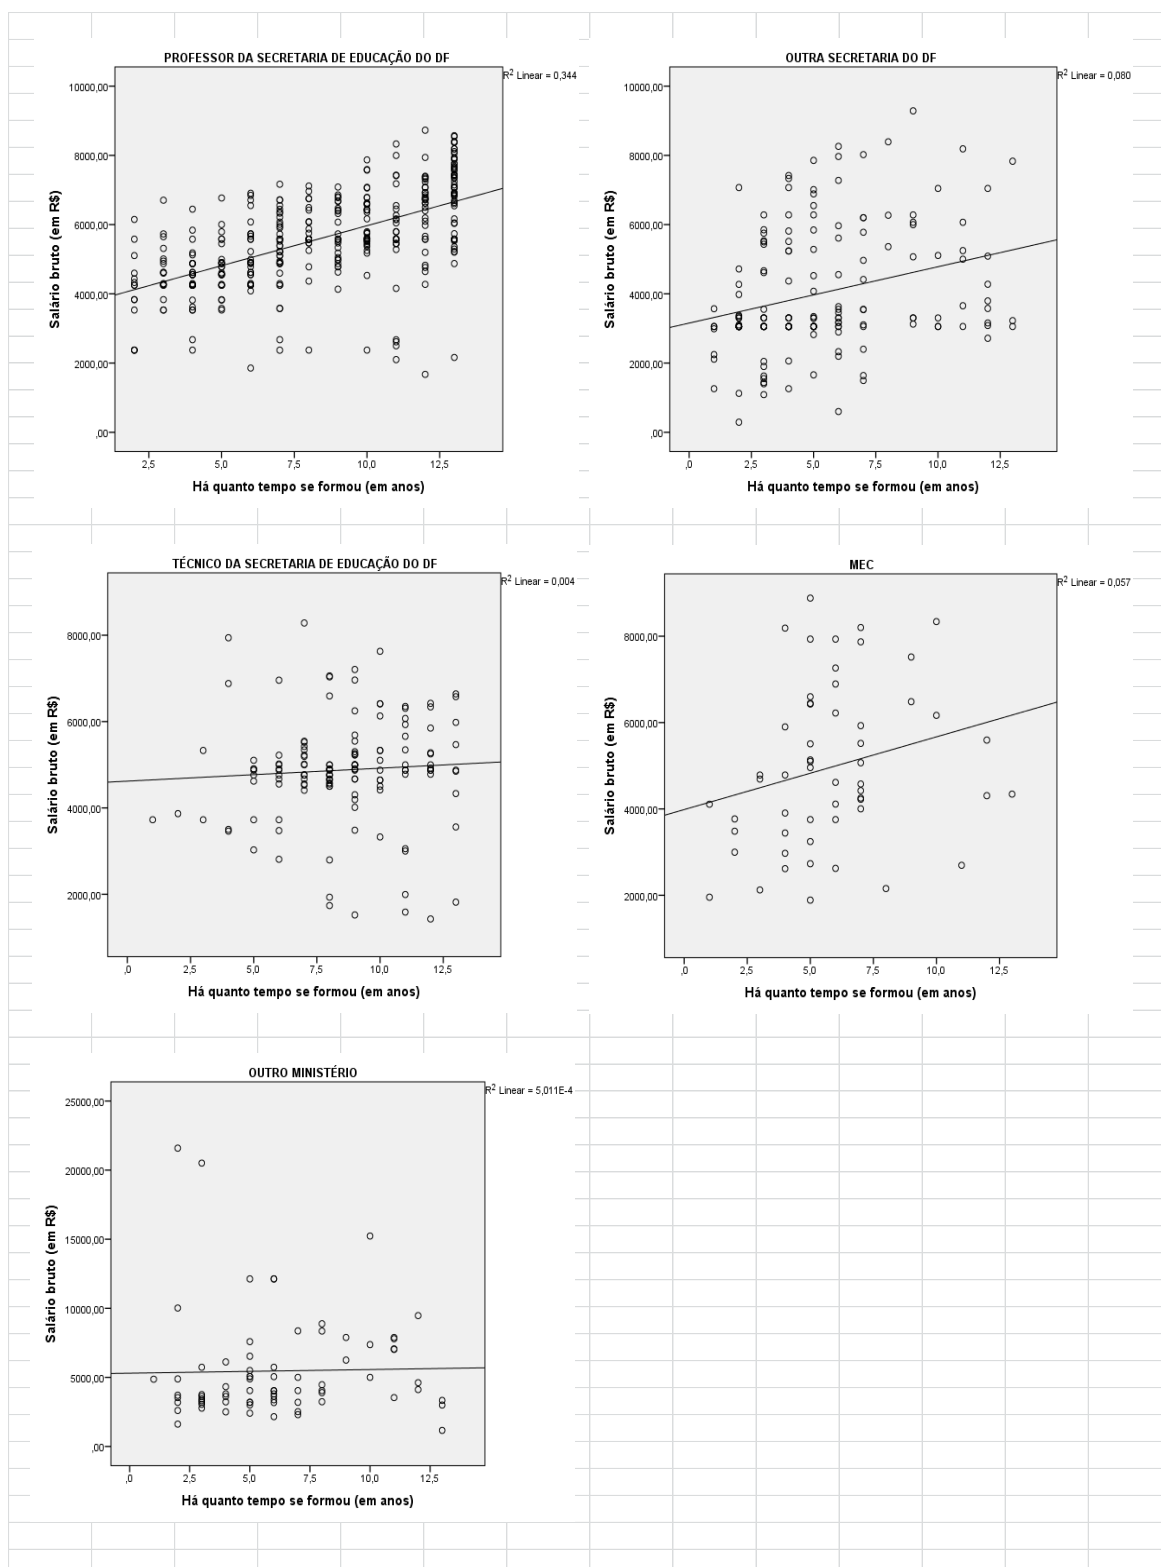 PROFESSOR DA SECRETARIA DE EDUCAÇÃO DO DF
R2 Linear = 0,344
10000,00
8000,00
6000,00
4000,00
2000,00
,00
Salário bruto (em R$)
2,5 5,0 7,5 10,0 12,5
Há quanto tempo se formou (em anos)
OUTRA SECRETARIA DO DF
R2 Linear = 0,080
10000,00
8000,00
6000,00
4000,00
2000,00
,00
Salário bruto (em R$)
,0 2,5 5,0 7,5 10,0 12,5
Há quanto tempo se formou (em anos)
TÉCNICO DA SECRETARIA DE EDUCAÇÃO DO DF
R2 Linear = 0,004
8000,00
6000,00
4000,00
2000,00
Salário bruto (em R$)
,0 2,5 5,0 7,5 10,0 12,5
Há quanto tempo se formou (em anos)
MEC
R2 Linear = 0,057
8000,00
6000,00
4000,00
2000,00
Salário bruto (em R$)
,0 2,5 5,0 7,5 10,0 12,5
Há quanto tempo se formou (em anos)
OUTRO MINISTÉRIO
R2 Linear = 5,011E-4
25000,00
20000,00
15000,00
10000,00
5000,00
,00
Salário bruto (em R$)
,0 2,5 5,0 7,5 10,0 12,5
Há quanto tempo se formou (em anos)